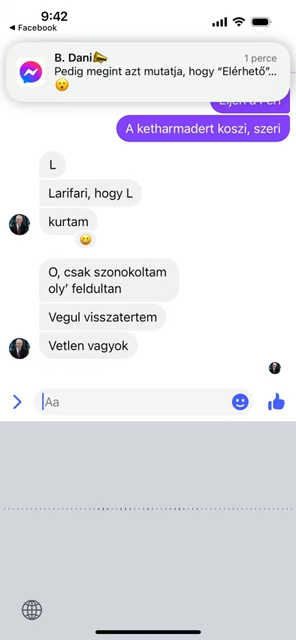 9:42
Facebook
B. Dani
1 perce
Pedig megint azt mutatja, hogy “Elérhető”...
Éljen a Feri
A ketharmadert koszi, szeri
L
Larifari, hogy L
kurtam
O, csak szonokoltam
oly’ feldultan
Vegul visszatertem
Vetlen vagyok
Aa